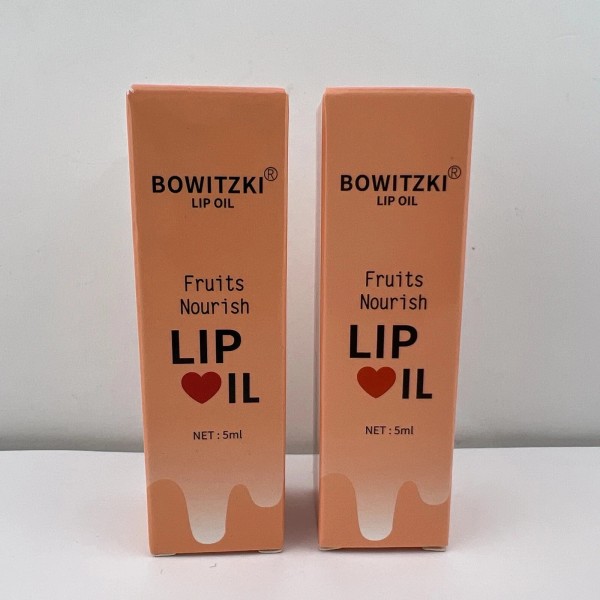 BOWITZKI®
LIP OIL
Fruits
Nourish
LIP
❤IL
NET : 5ml
BOWITZKI®
LIP OIL
Fruits
Nourish
LIP
❤IL
NET : 5ml